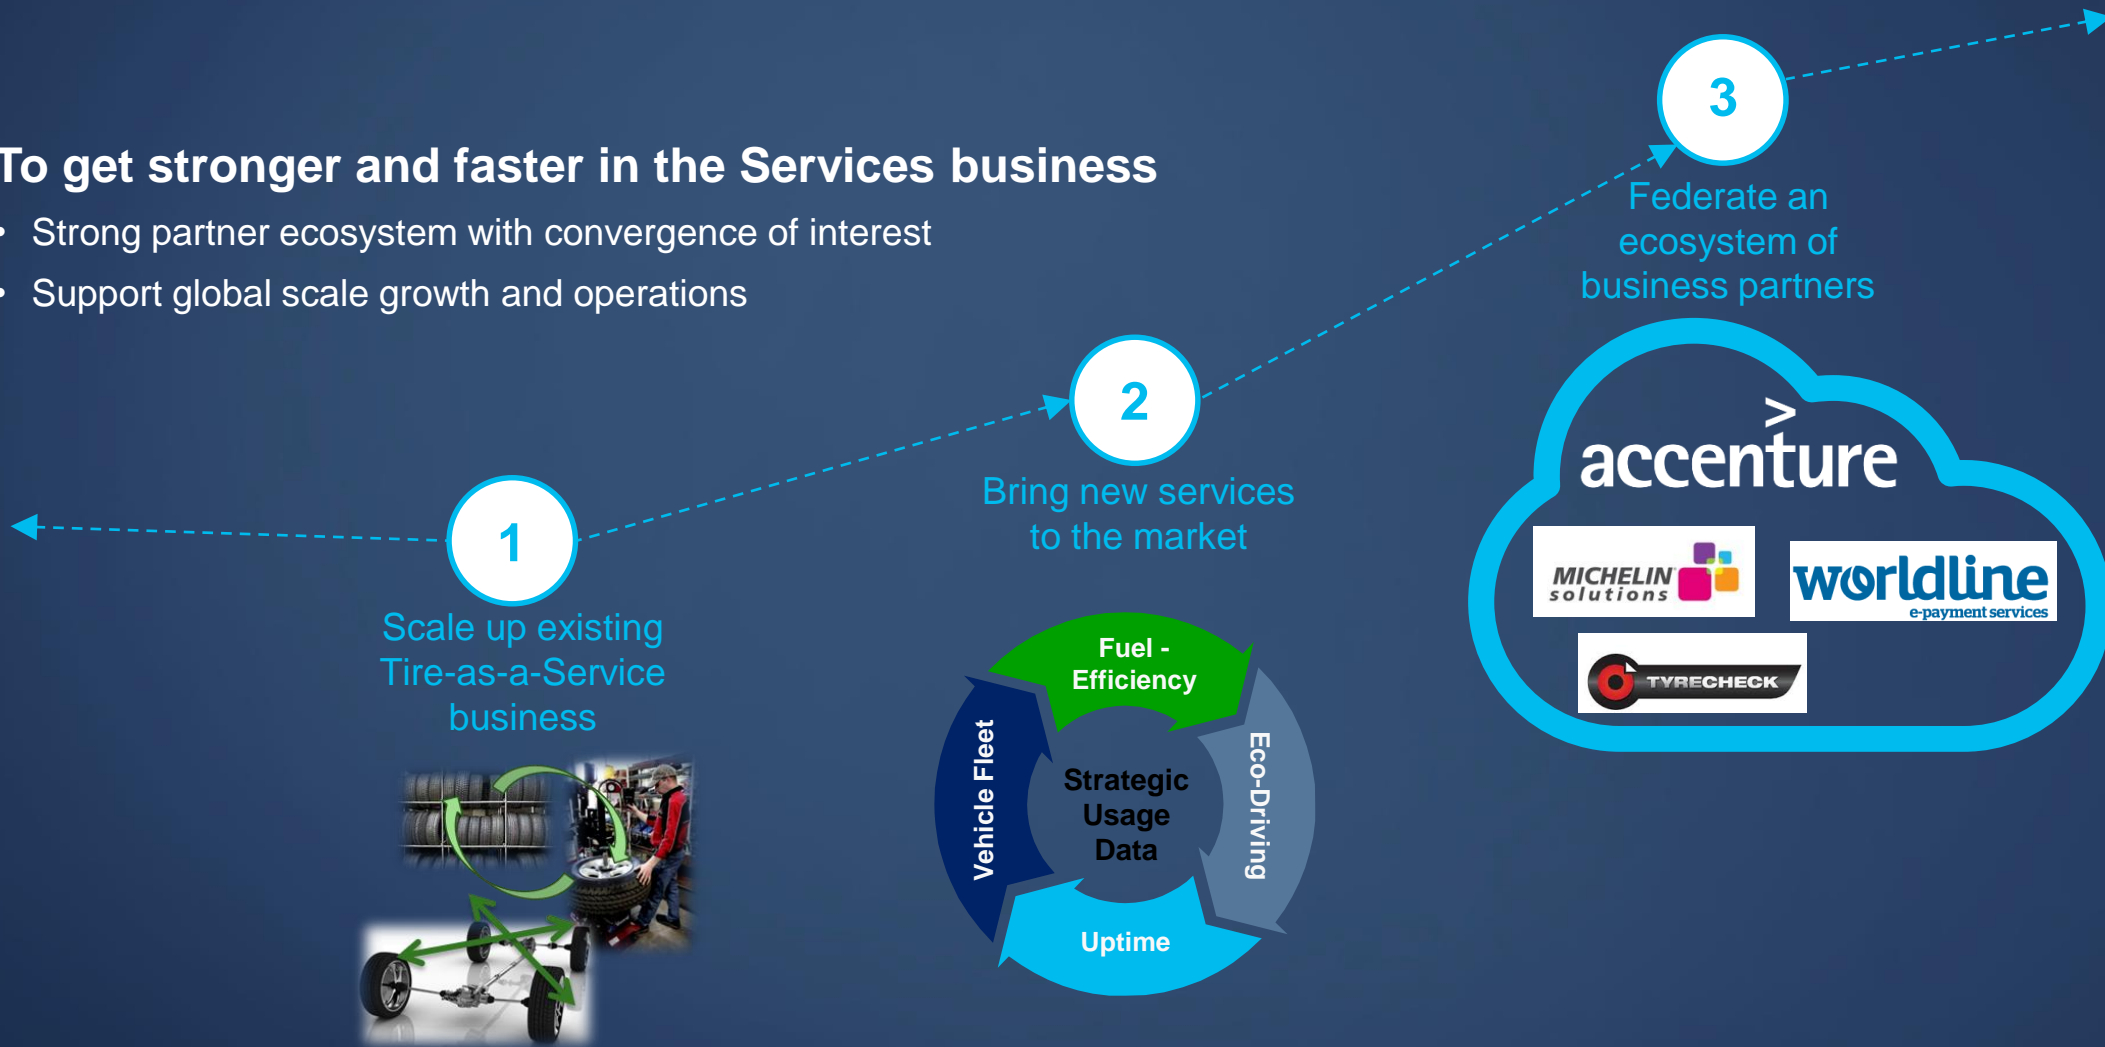 To get stronger and faster in the Services business
• Strong partner ecosystem with convergence of interest
• Support global scale growth and operations
1
Scale up existing
Tire-as-a-Service
business
2
Bring new services
to the market
Fuel -
Efficiency
Eco-Driving
Uptime
Vehicle Fleet
Strategic
Usage
Data
3
Federate an
ecosystem of
business partners
>
accenture
MICHELIN
solutions
worldline
e-payment services
TYRECHECK